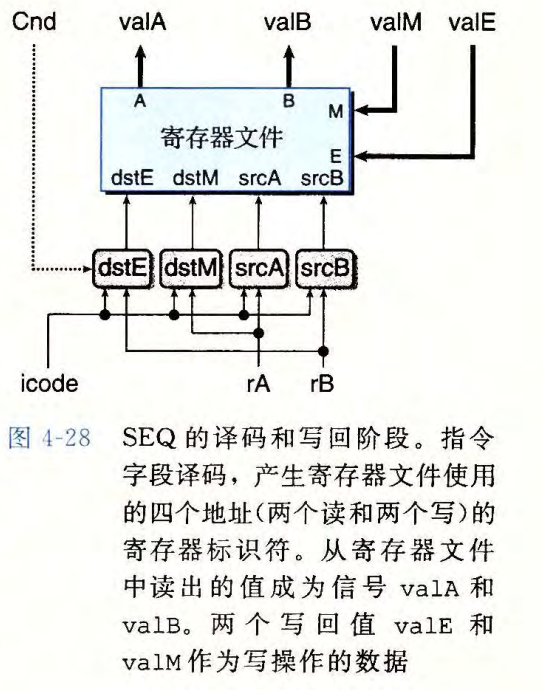 Cnd valA valB valM valE
A B M
寄存器文件
E
dstE dstM srcA srcB
dstE dstM srcA srcB
icode rA rB
图 4-28 SEQ 的译码和写回阶段。指令
字段译码，产生寄存器文件使用
的四个地址(两个读和两个写)的
寄存器标识符。从寄存器文件
中读出的值成为信号 valA 和
valB。两个写回值 valE 和
valM 作为写操作的数据